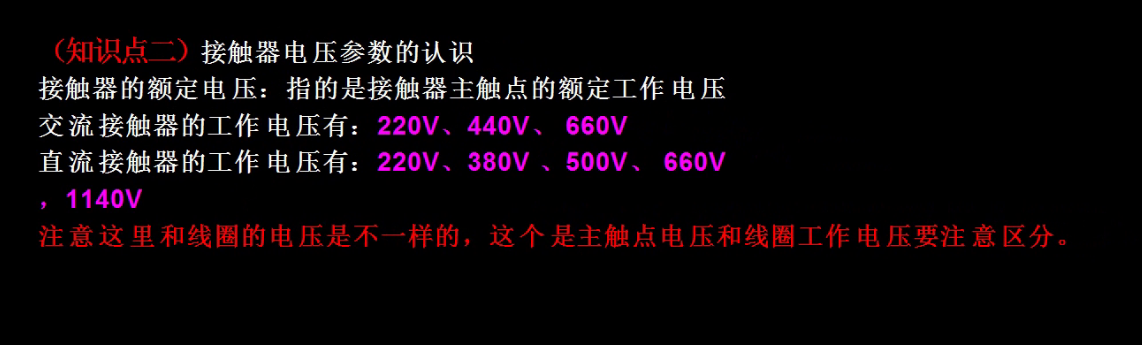 （知识点二）接触器电压参数的认识
接触器的额定电压：指的是接触器主触点的额定工作电压
交流接触器的工作电压有：220V、440V、 660V
直流接触器的工作电压有：220V、380V 、500V、 660V
，1140V
注意这里和线圈的电压是不一样的，这个是主触点电压和线圈工作电压要注意区分。